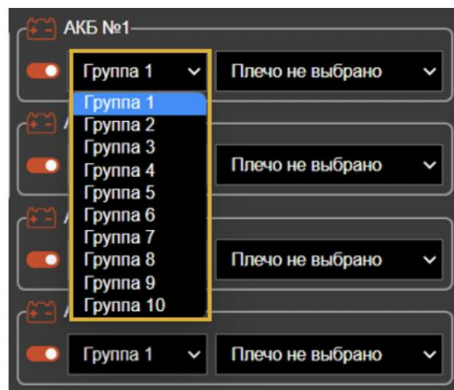 АКБ №1
Группа 1 Плечо не выбрано
Группа 1
Группа 2
Группа 3 Плечо не выбрано
Группа 4
Группа 5
Группа 6
Группа 7
Группа 8 Плечо не выбрано
Группа 9
Группа 10
Группа 1 Плечо не выбрано